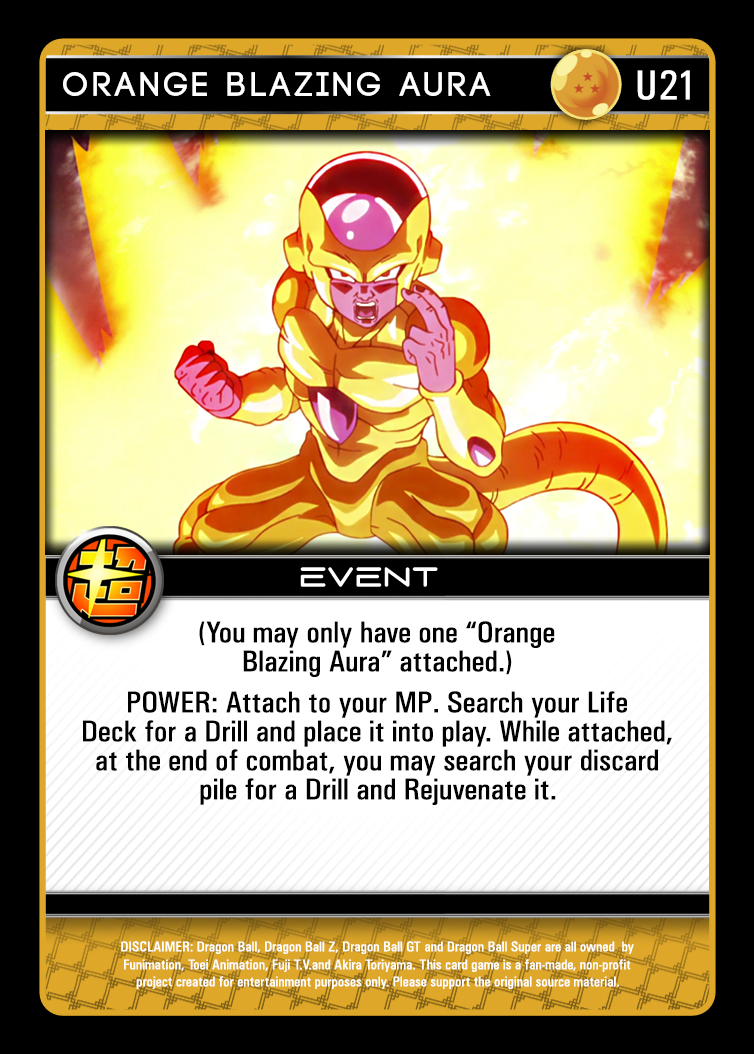 ORANGE BLAZING AURA U21
EVENT
(You may only have one “Orange
Blazing Aura” attached.)
POWER: Attach to your MP. Search your Life
Deck for a Drill and place it into play. While attached,
at the end of combat, you may search your discard
pile for a Drill and Rejuvenate it.
DISCLAIMER: Dragon Ball, Dragon Ball Z, Dragon Ball GT and Dragon Ball Super are all owned by
Funimation, Toei Animation, Fuji T.V.and Akira Toriyama. This card game is a fan-made, non-profit
project created for entertainment purposes only. Please support the original source material.